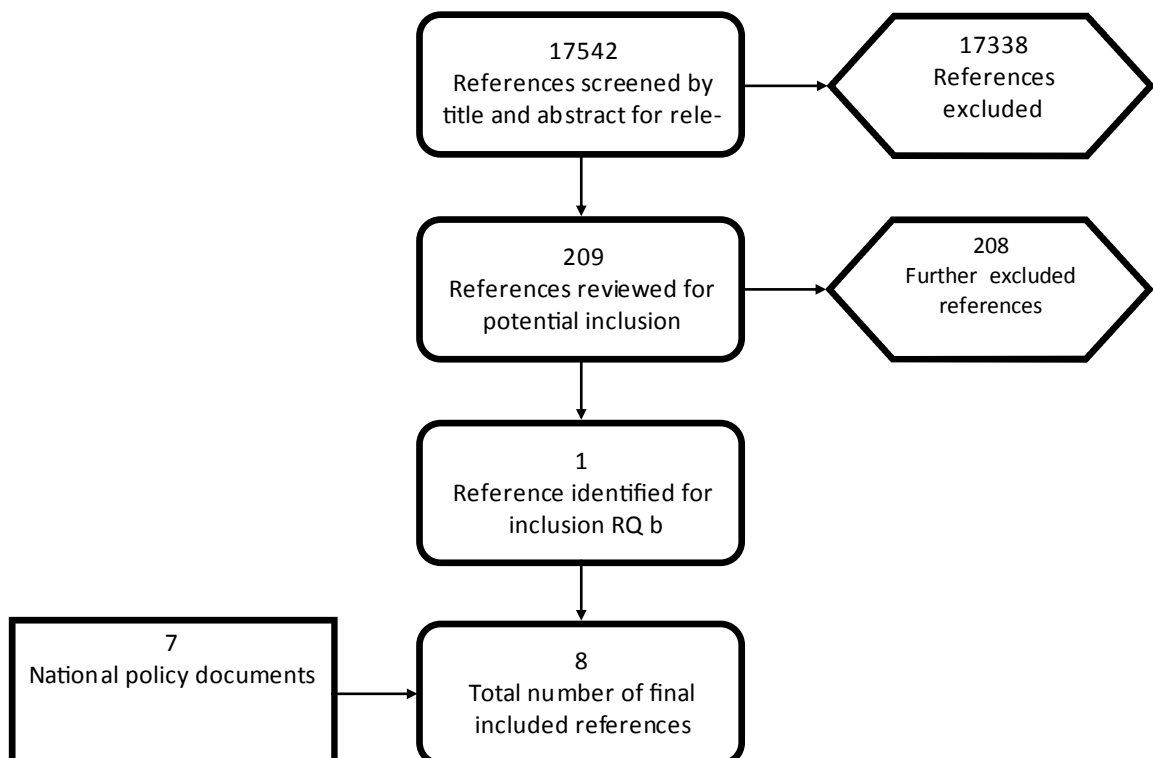 17542
References screened by
title and abstract for rele-
17338
References
excluded
209
References reviewed for
potential inclusion
208
Further excluded
references
1
Reference identified for
inclusion RQ b
7
National policy documents
8
Total number of final
included references